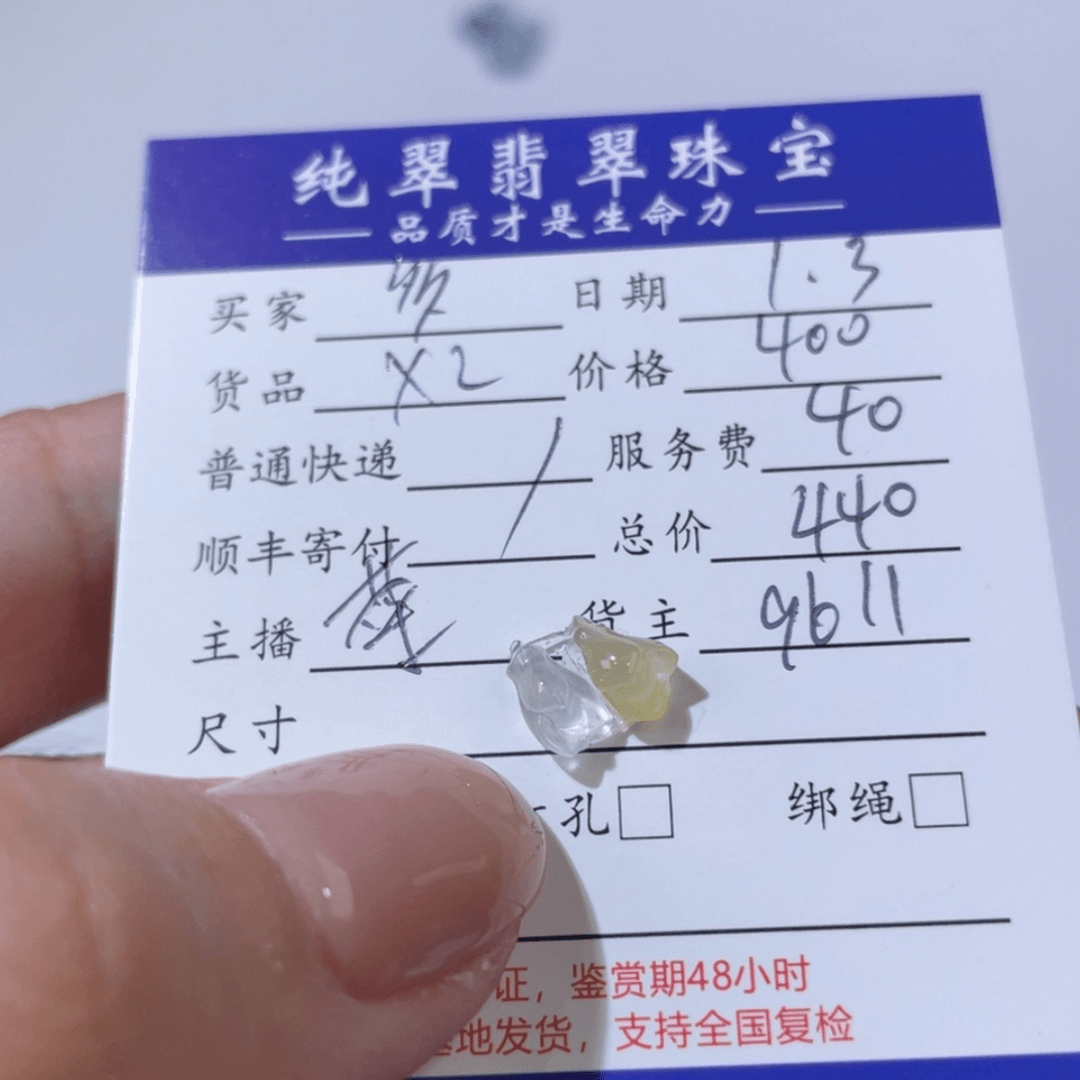 纯翠翡翠珠宝
品质才是生命力
买家 日期 1.3
货品 X2 价格 400
普通快递 / 服务费 40
顺丰寄付 总价 440
主播 货主 9611
尺寸
孔 绑绳
证，鉴赏期48小时
基地发货，支持全国复检